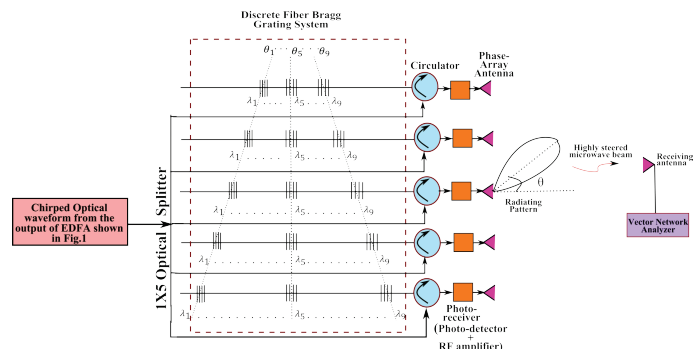 Discrete Fiber Bragg
Grating System
θ1 ... θ5 ... θ9
Circulator
Phase-
Array
Antenna
λ1 .... λ5 .... λ9
λ1 ..... λ5 ..... λ9
Highly steered
microwave beam
Receiving
antenna
θ
Radiating
Pattern
λ1 ..... λ5 ..... λ9
Chirped Optical
waveform from the
output of EDFA shown
in Fig.1
1X5 Optical Splitter
Vector Network
Analyzer
λ1 ...... λ5 ...... λ9
λ1 ....... λ5 ....... λ9
Photo-
receiver
(Photo-detector
+
RF amplifier)